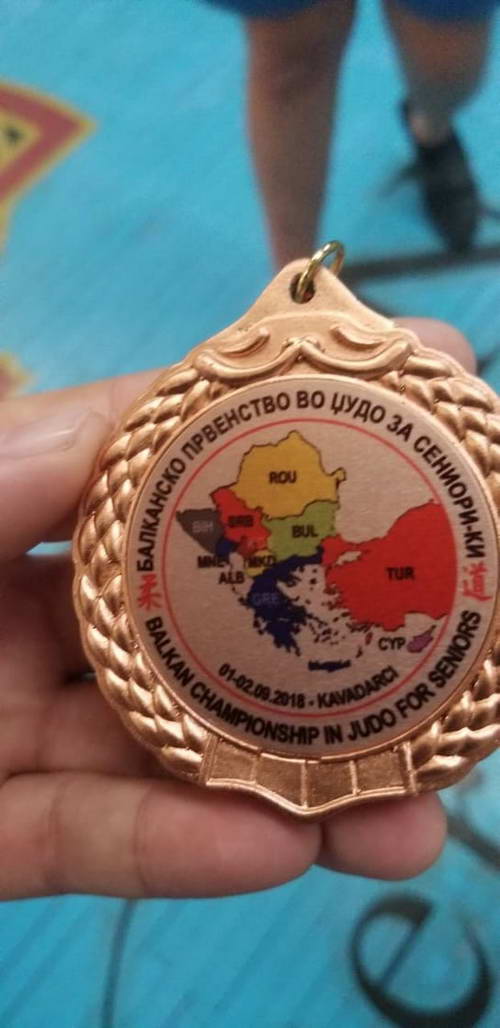 БАЛКАНСКО ПРВЕНСТВО ВО ЏУДО ЗА СЕНИОРИ-КИ
ROU
BIH
SRB
BUL
MNE
MKD
ALB
TUR
GRE
CYP
01-02.09.2018 - KAVADARCI
BALKAN CHAMPIONSHIP IN JUDO FOR SENIORS
e